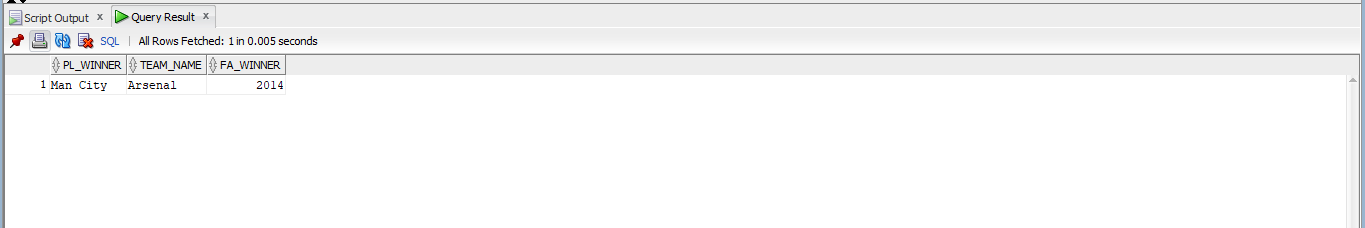 Script Output x Query Result x
SQL | All Rows Fetched: 1 in 0.005 seconds
PL_WINNER TEAM_NAME FA_WINNER
1 Man City Arsenal 2014